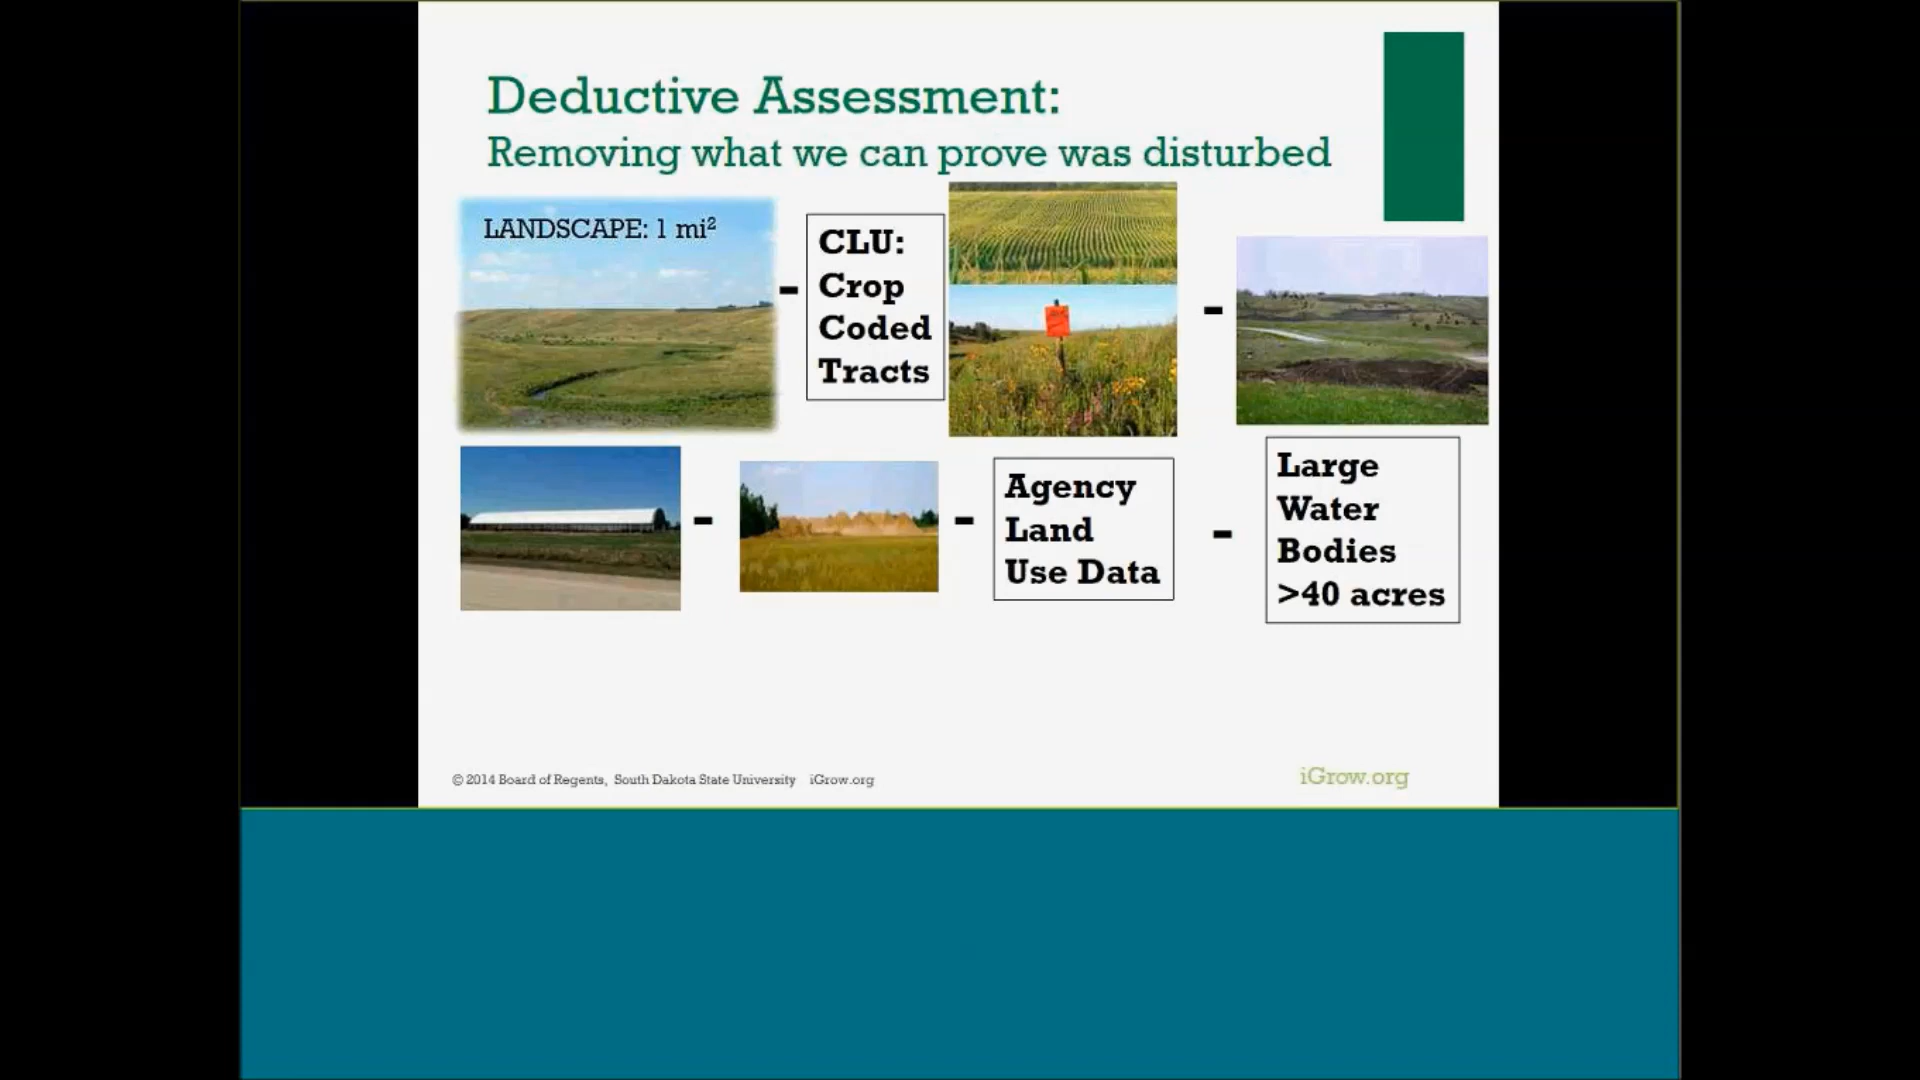 Deductive Assessment:
Removing what we can prove was disturbed
LANDSCAPE: 1 mi²
CLU:
Crop
Coded
Tracts
Agency
Land
Use Data
Large
Water
Bodies
>40 acres
© 2014 Board of Regents, South Dakota State University iGrow.org
iGrow.org